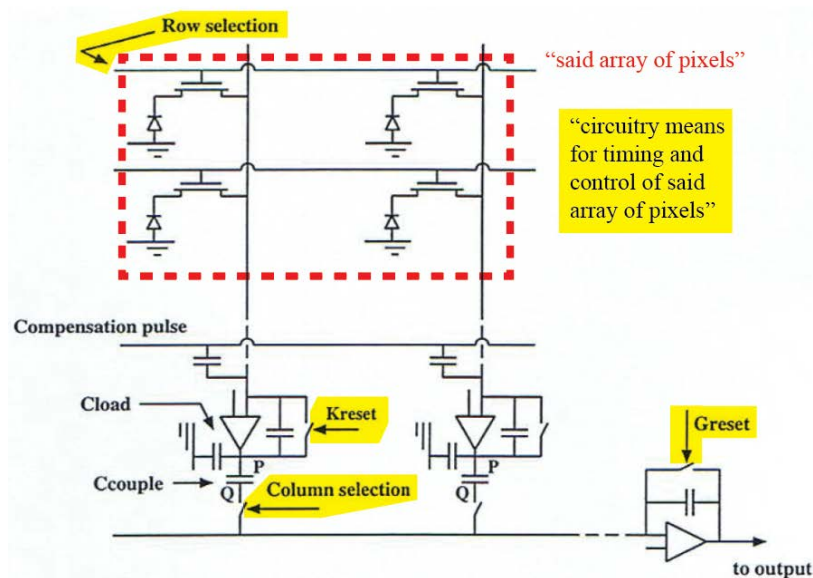 Row selection
“said array of pixels”
“circuitry means
for timing and
control of said
array of pixels”
Compensation pulse
Cload
Kreset
Greset
P
Ccouple
Q
Column selection
P
Q
to output